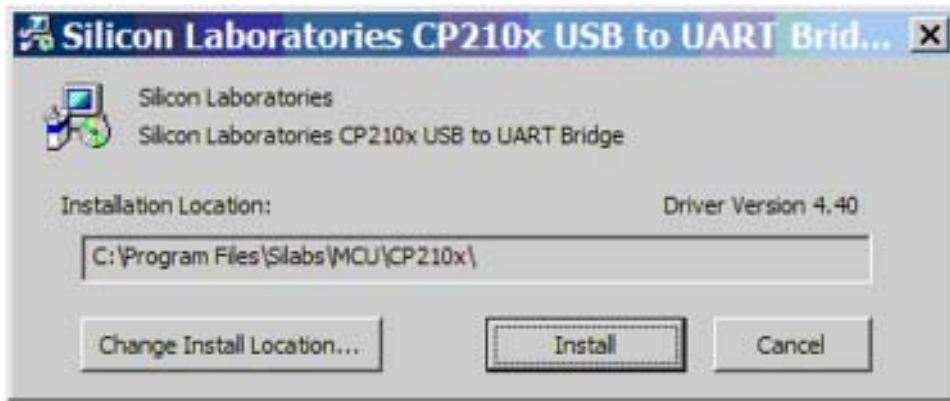 Silicon Laboratories CP210x USB to UART Brid...
Silicon Laboratories
Silicon Laboratories CP210x USB to UART Bridge
Installation Location: Driver Version 4.40
C:\Program Files\Silabs\MCU\CP210x\
Change Install Location... Install Cancel